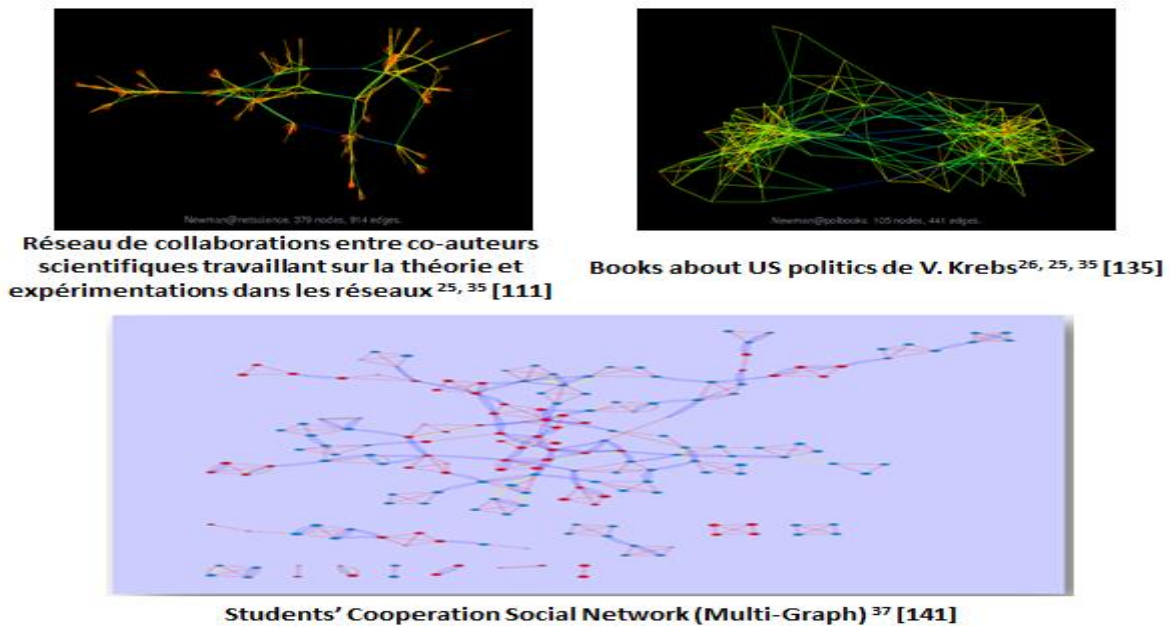 Newman@netscience, 379 nodes, 914 edges.
Newman@polbooks. 105 nodes, 441 edges.
Réseau de collaborations entre co-auteurs
scientifiques travaillant sur la théorie et
expérimentations dans les réseaux 25, 35 [111]
Books about US politics de V. Krebs26, 25, 35 [135]
Students’ Cooperation Social Network (Multi-Graph) 37 [141]